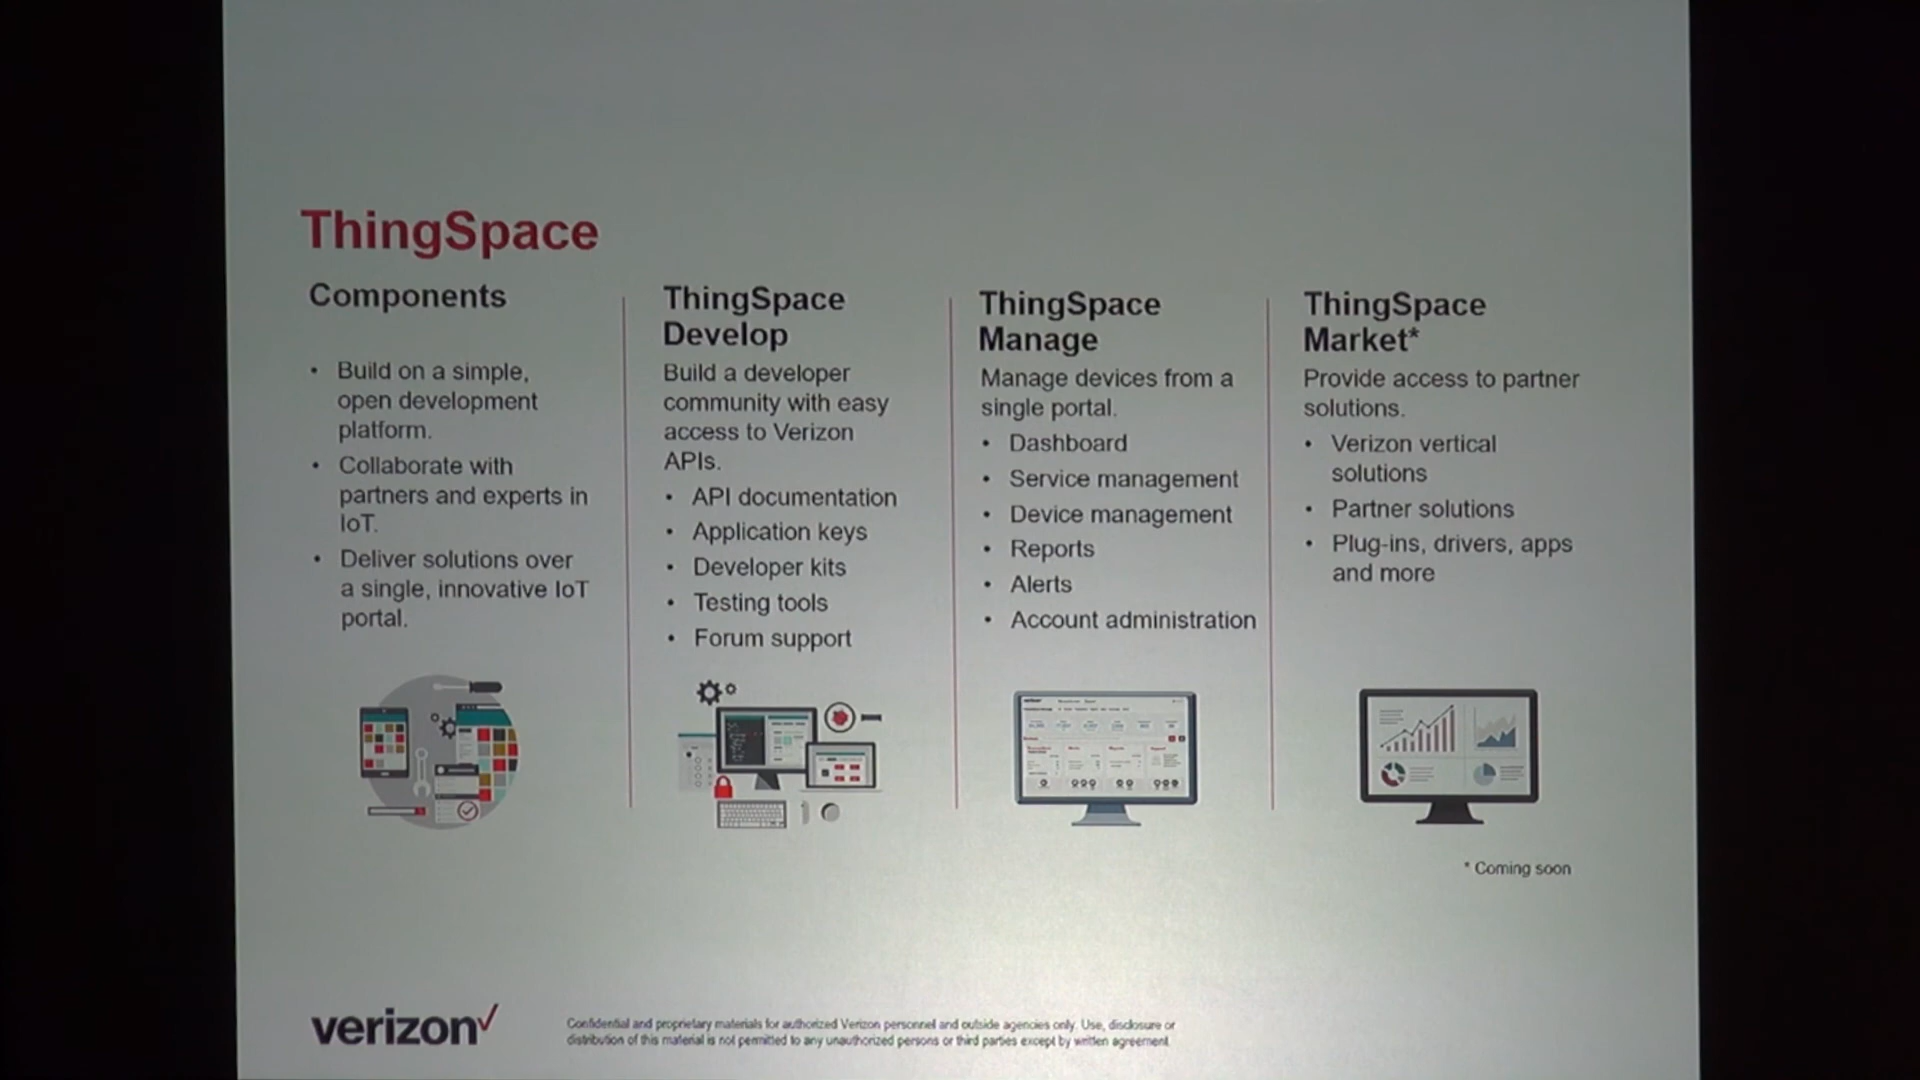 ThingSpace
Components
• Build on a simple,
open development
platform.
• Collaborate with
partners and experts in
IoT.
• Deliver solutions over
a single, innovative IoT
portal.
ThingSpace
Develop
Build a developer
community with easy
access to Verizon
APIs.
• API documentation
• Application keys
• Developer kits
• Testing tools
• Forum support
ThingSpace
Manage
Manage devices from a
single portal.
• Dashboard
• Service management
• Device management
• Reports
• Alerts
• Account administration
ThingSpace
Market*
Provide access to partner
solutions.
• Verizon vertical
solutions
• Partner solutions
• Plug-ins, drivers, apps
and more
* Coming soon
verizon
Confidential and proprietary materials for authorized Verizon personnel and outside agencies only. Use, disclosure or
distribution of this material is not permitted to any unauthorized persons or third parties except by written agreement.